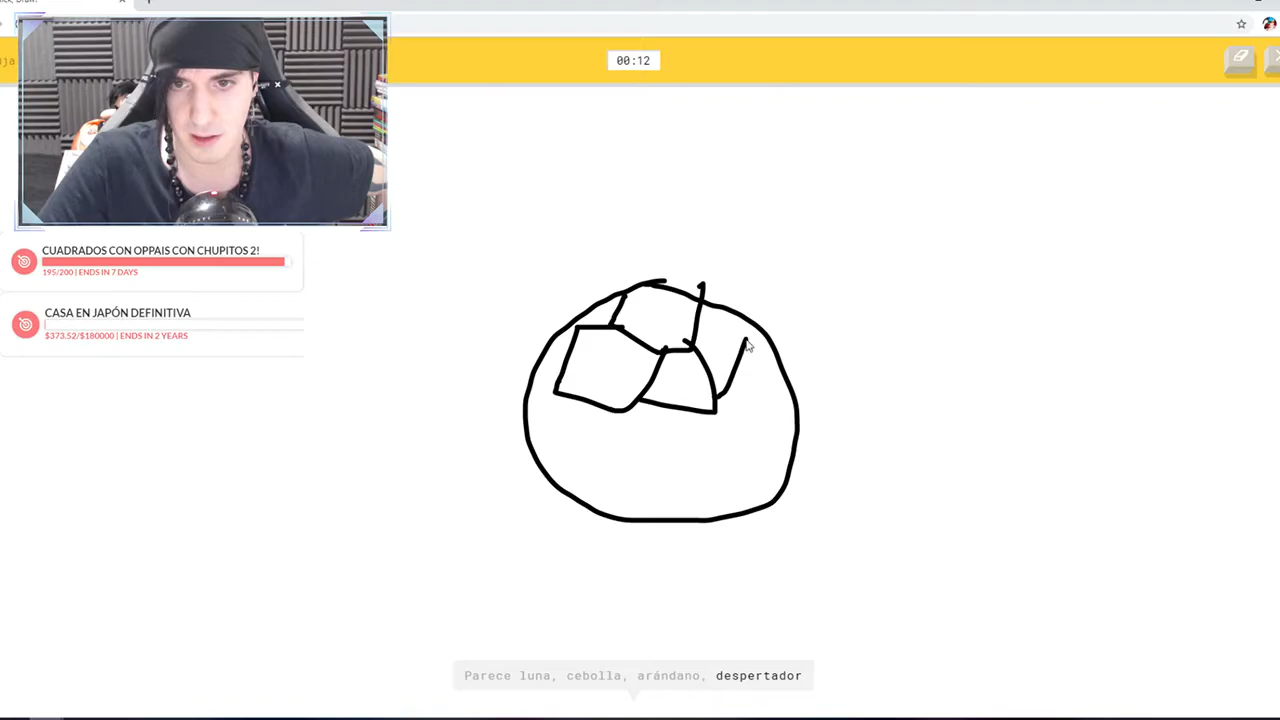 uja
00:12
CUADRADOS CON OPPAIS CON CHUPITOS 2!
195/200 | ENDS IN 7 DAYS
CASA EN JAPÓN DEFINITIVA
$373.52/$180000 | ENDS IN 2 YEARS
Parece luna, cebolla, arándano, despertador